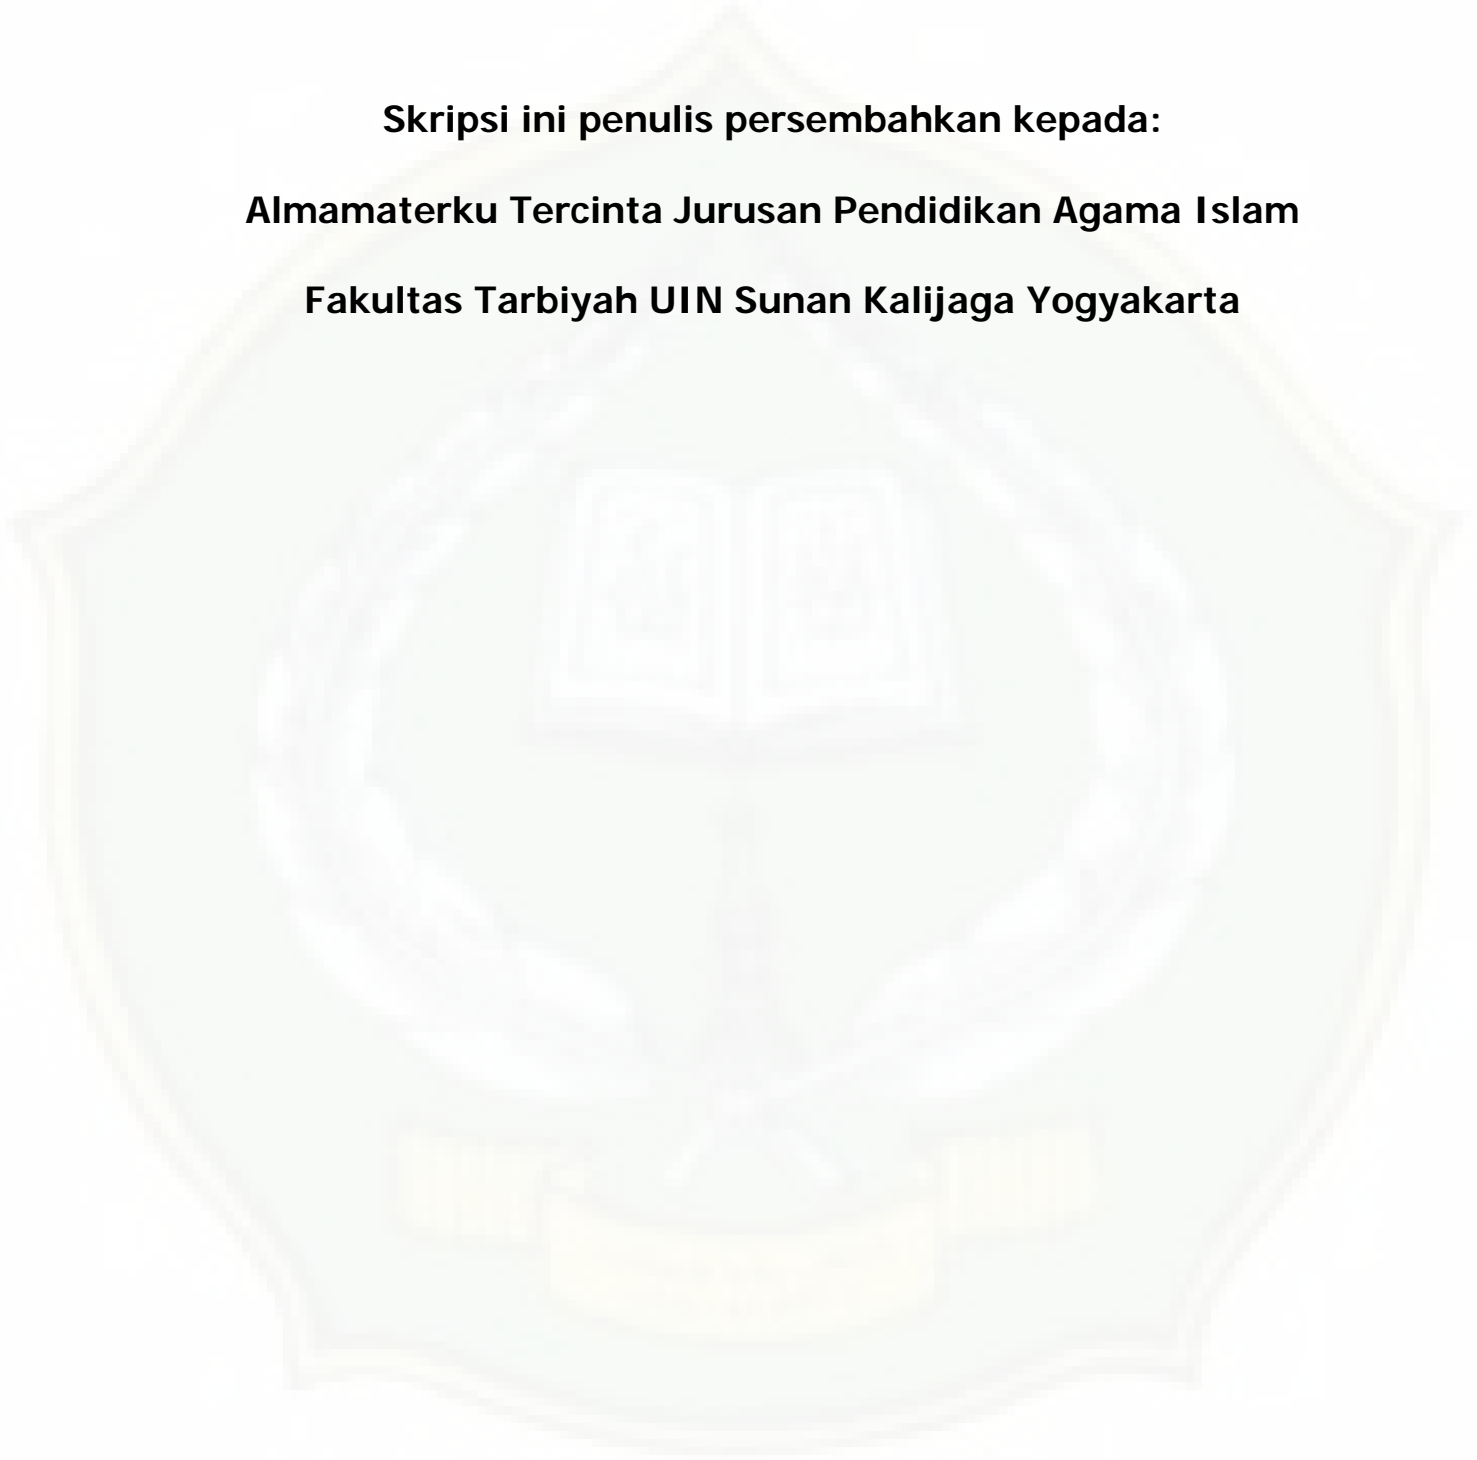 Skripsi ini penulis persembahkan kepada:
Almamaterku Tercinta Jurusan Pendidikan Agama Islam
Fakultas Tarbiyah UIN Sunan Kalijaga Yogyakarta